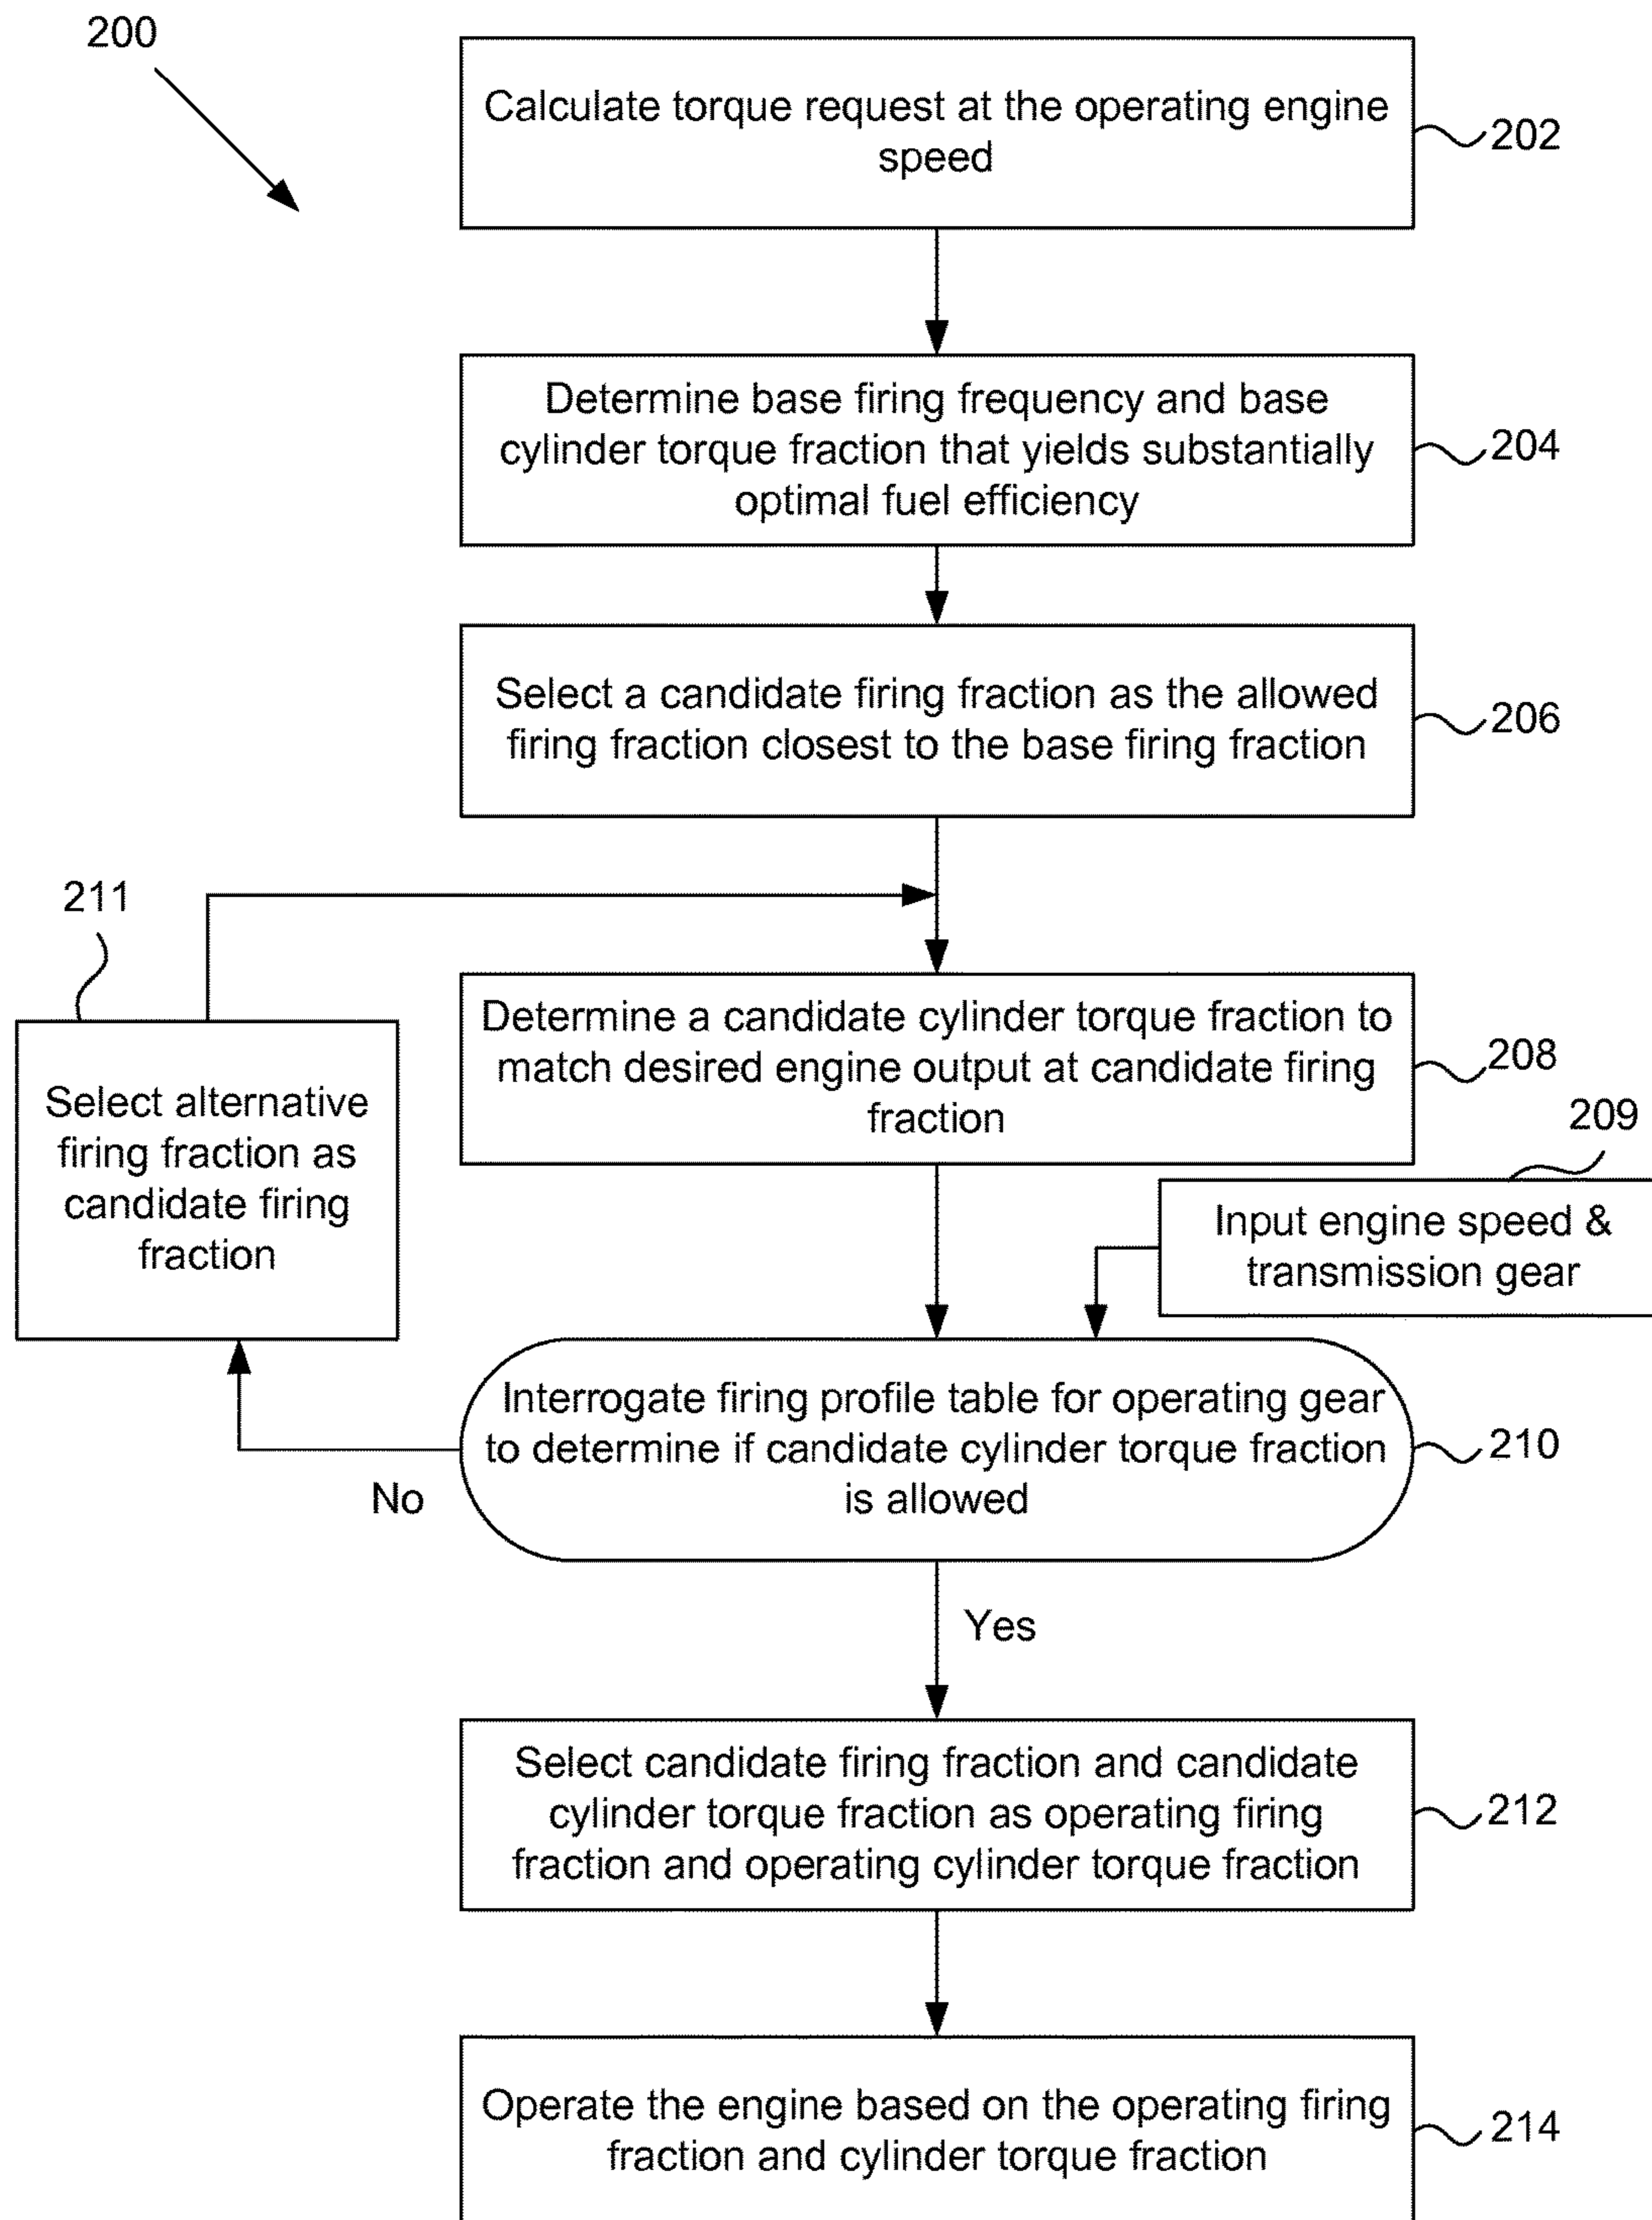 200
Calculate torque request at the operating engine
speed
202
Determine base firing frequency and base
cylinder torque fraction that yields substantially
optimal fuel efficiency
204
Select a candidate firing fraction as the allowed
firing fraction closest to the base firing fraction
206
211
Select alternative
firing fraction as
candidate firing
fraction
Determine a candidate cylinder torque fraction to
match desired engine output at candidate firing
fraction
208
209
Input engine speed &
transmission gear
Interrogate firing profile table for operating gear
to determine if candidate cylinder torque fraction
is allowed
210
No
Yes
Select candidate firing fraction and candidate
cylinder torque fraction as operating firing
fraction and operating cylinder torque fraction
212
Operate the engine based on the operating firing
fraction and cylinder torque fraction
214